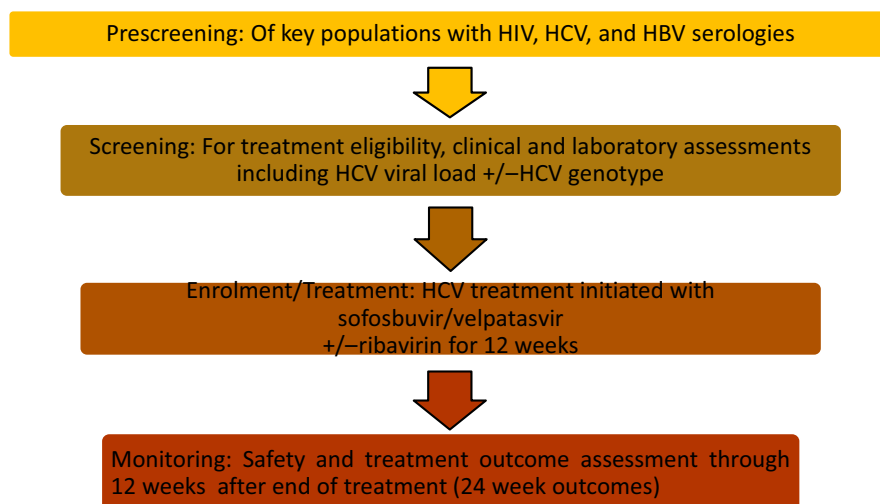 Prescreening: Of key populations with HIV, HCV, and HBV serologies
Screening: For treatment eligibility, clinical and laboratory assessments
including HCV viral load +/–HCV genotype
Enrolment/Treatment: HCV treatment initiated with
sofosbuvir/velpatasvir
+/–ribavirin for 12 weeks
Monitoring: Safety and treatment outcome assessment through
12 weeks after end of treatment (24 week outcomes)